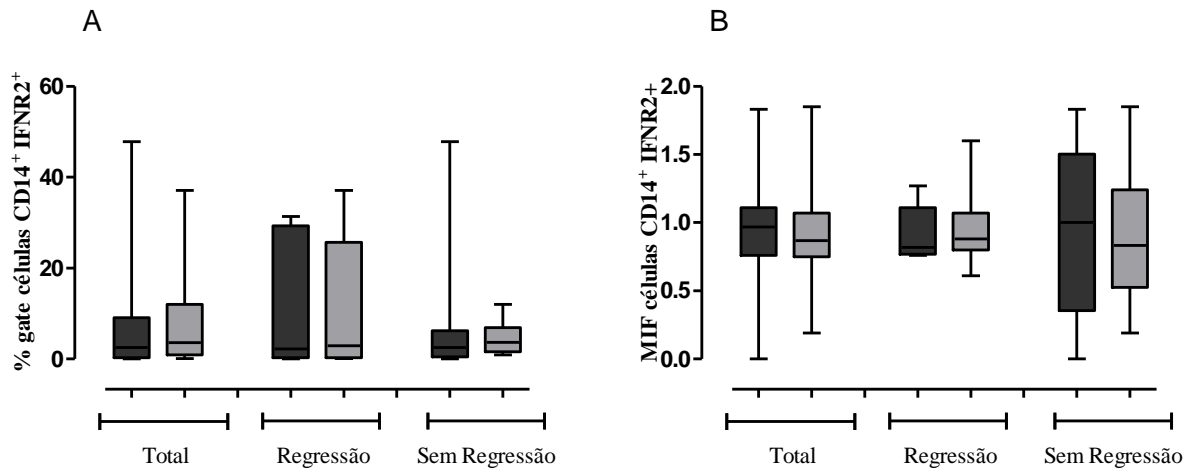 A
% gate células CD14⁺ IFNR2⁺
60
40
20
0
Total
Regressão
Sem Regressão
B
MIF células CD14⁺ IFNR2+
2.0
1.5
1.0
0.5
0.0
Total
Regressão
Sem Regressão